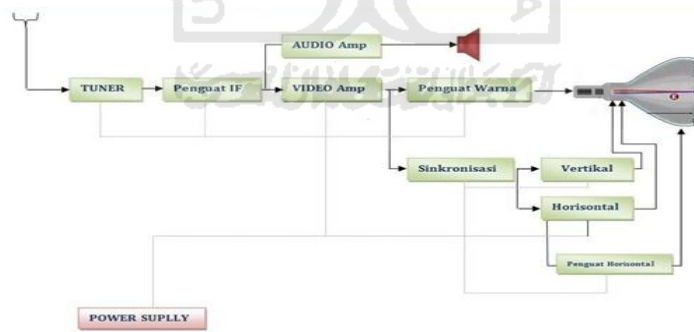 AUDIO Amp
TUNER
Penguat IF
VIDEO Amp
Penguat Warna
Sinkronisasi
Vertikal
Horisontal
Penguat Horisontal
POWER SUPLLY